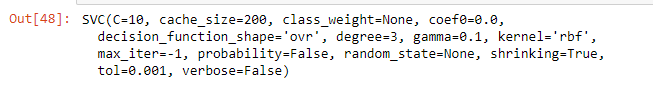 Out[48]: SVC(C=10, cache_size=200, class_weight=None, coef0=0.0,
decision_function_shape='ovr', degree=3, gamma=0.1, kernel='rbf',
max_iter=-1, probability=False, random_state=None, shrinking=True,
tol=0.001, verbose=False)